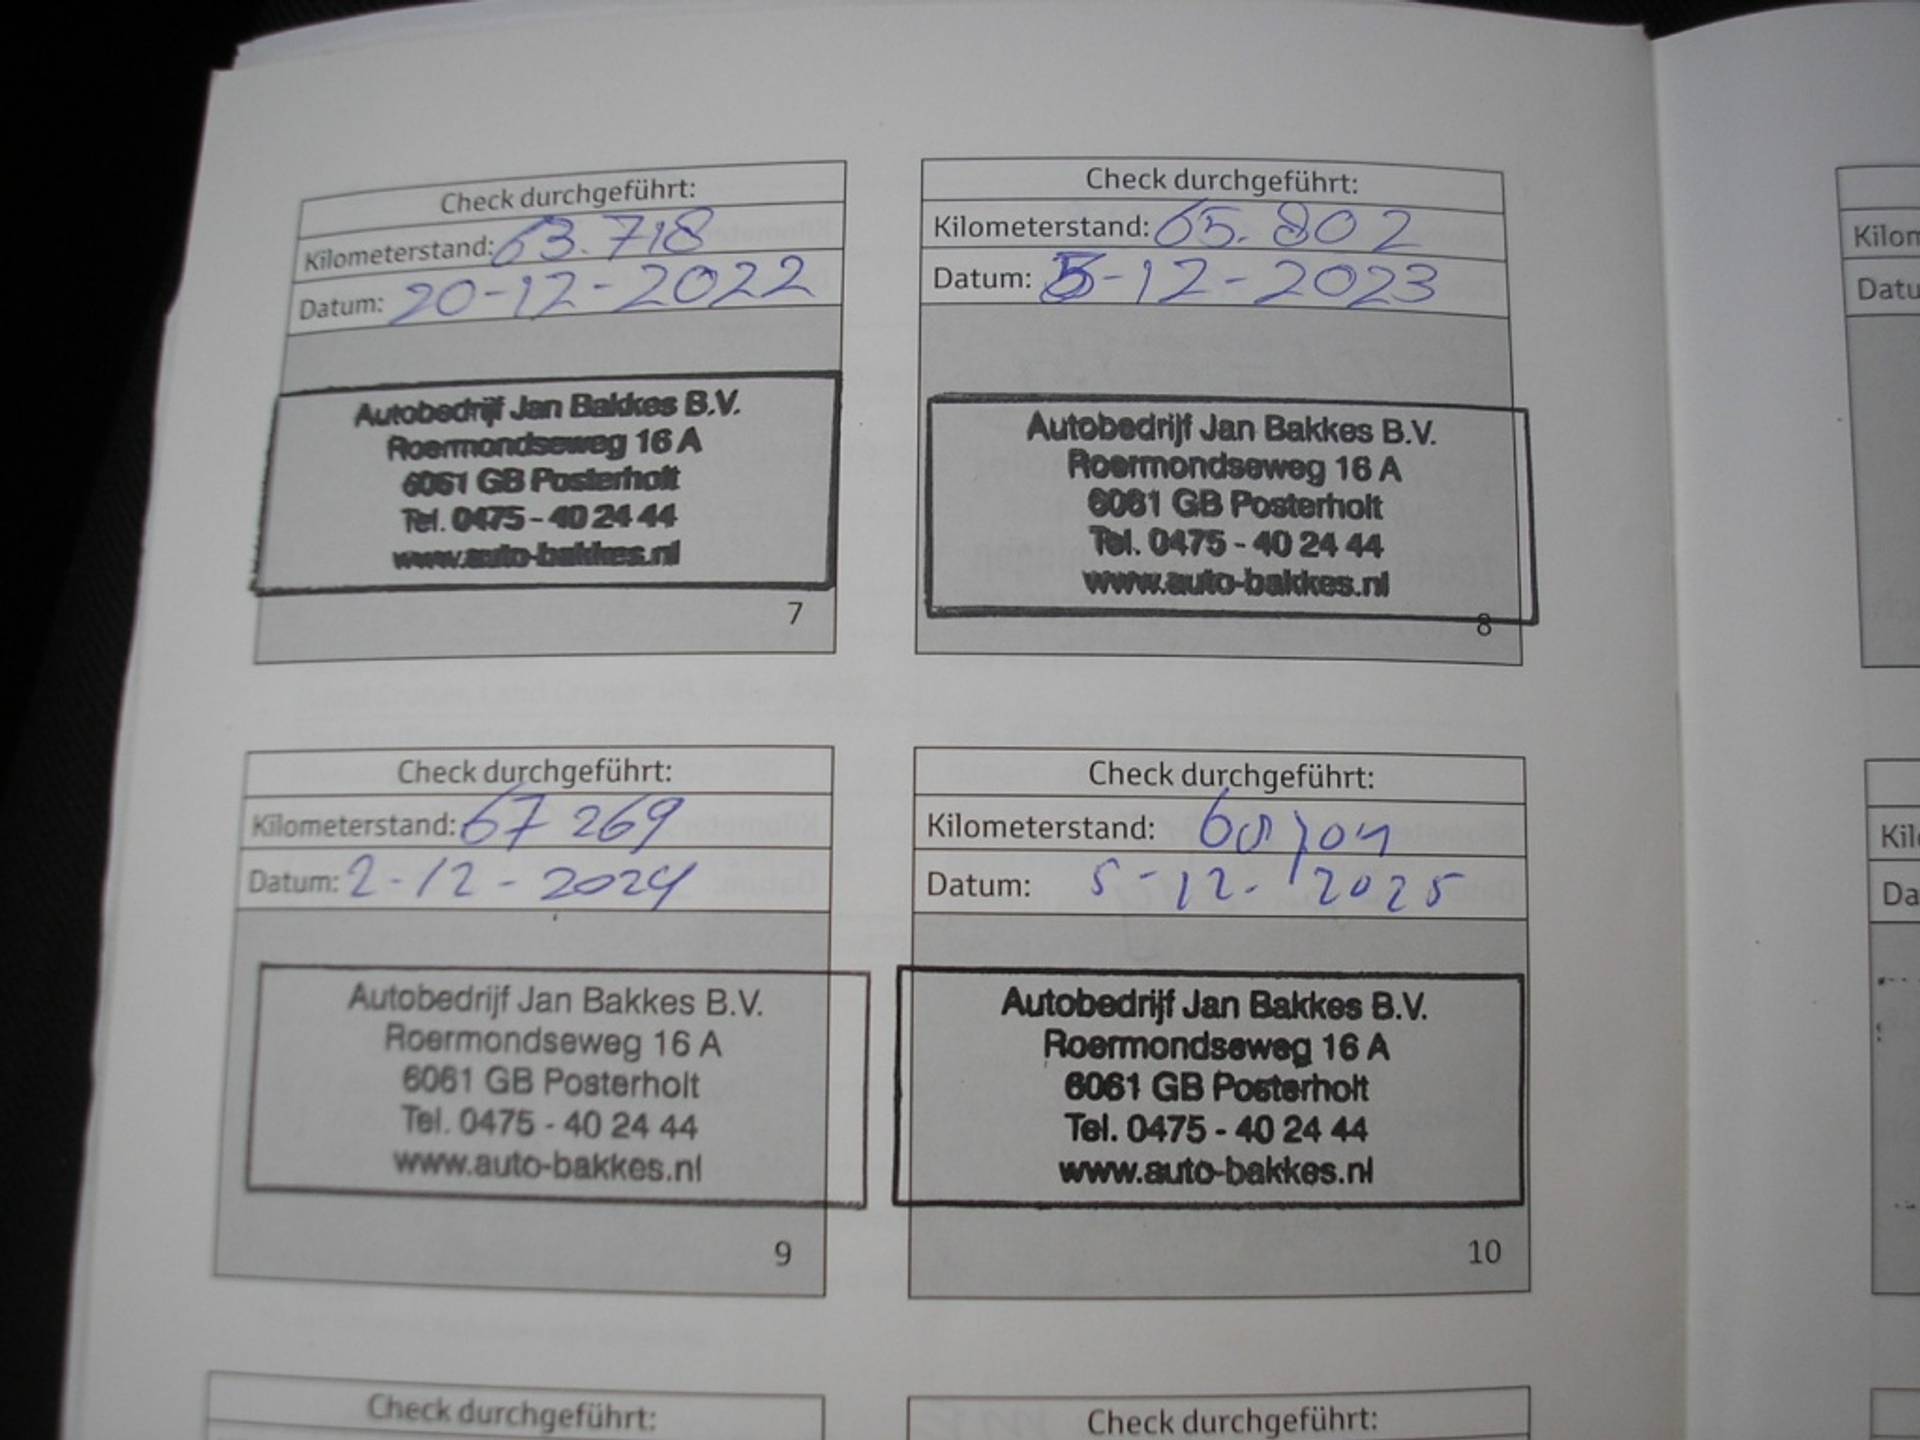 Check durchgeführt:
Kilometerstand: 63.718
Datum: 20-12-2022
Autobedrijf Jan Bakkes B.V.
Roermondseweg 16 A
6061 GB Posterholt
Tel. 0475 - 40 24 44
www.auto-bakkes.nl
7
Check durchgeführt:
Kilometerstand: 65.802
Datum: 5-12-2023
Autobedrijf Jan Bakkes B.V.
Roermondseweg 16 A
6061 GB Posterholt
Tel. 0475 - 40 24 44
www.auto-bakkes.nl
8
Check durchgeführt:
Kilometerstand: 67 269
Datum: 2-12-2024
Autobedrijf Jan Bakkes B.V.
Roermondseweg 16 A
6061 GB Posterholt
Tel. 0475 - 40 24 44
www.auto-bakkes.nl
9
Check durchgeführt:
Kilometerstand:
Datum: 5-12-2025
Autobedrijf Jan Bakkes B.V.
Roermondseweg 16 A
6061 GB Posterholt
Tel. 0475 - 40 24 44
www.auto-bakkes.nl
10
Check durchgeführt:
Check durchgeführt:
Kilom
Datu
Kil
Da